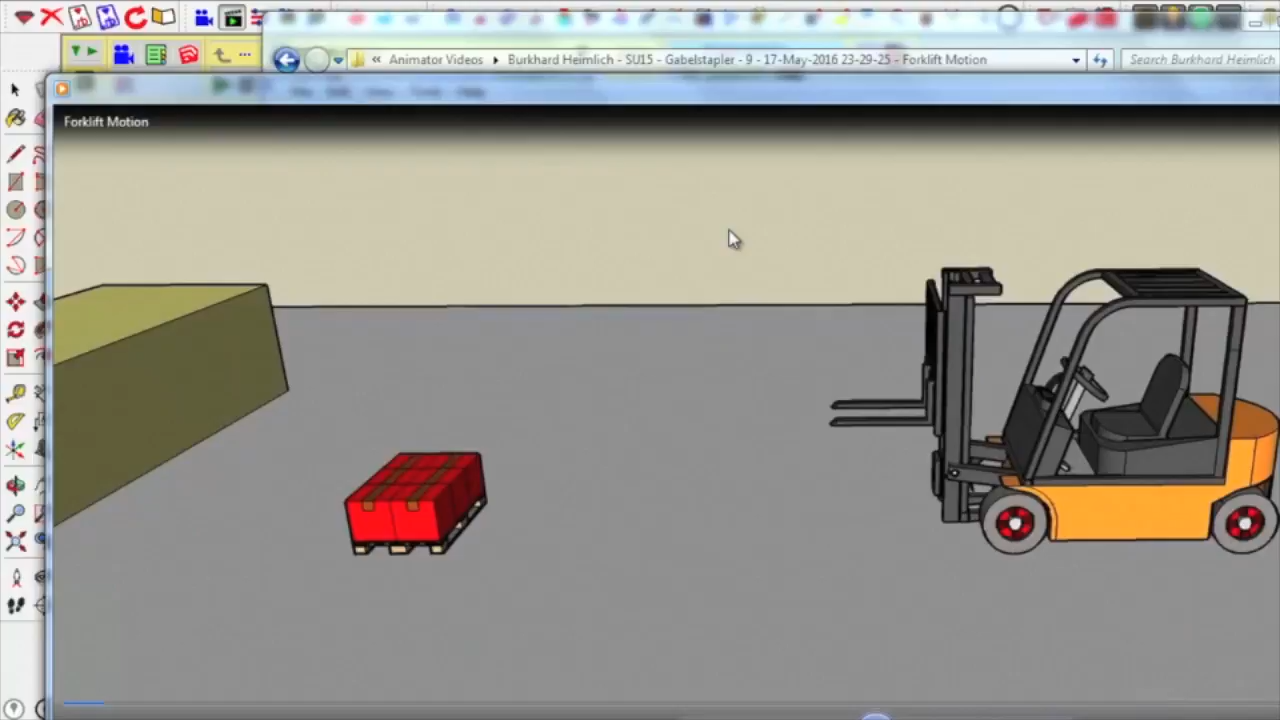 « Animator Videos ▸ Burkhard Heimlich - SU15 - Gabelstapler - 9 - 17-May-2016 23-29-25 - Forklift Motion
Search Burkhard Heimlich
Forklift Motion